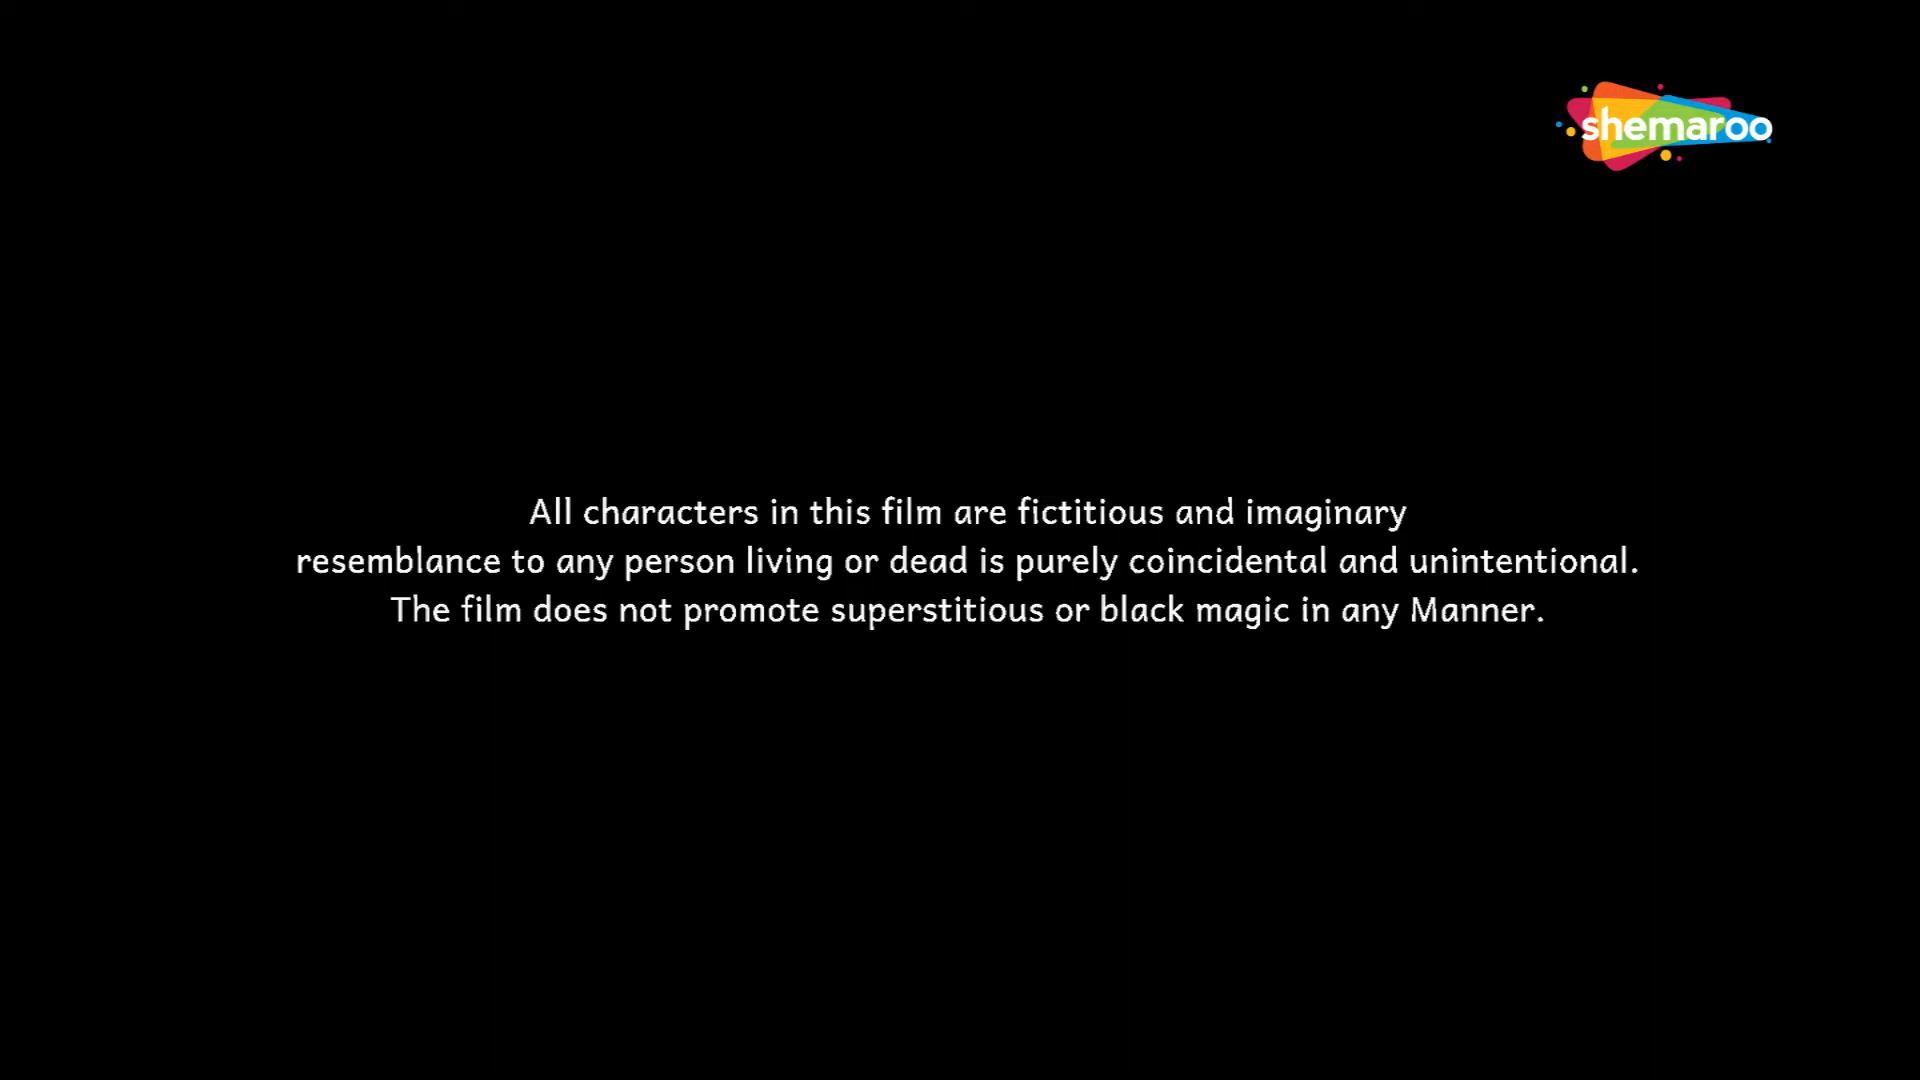 shemaroo
All characters in this film are fictitious and imaginary
resemblance to any person living or dead is purely coincidental and unintentional.
The film does not promote superstitious or black magic in any Manner.